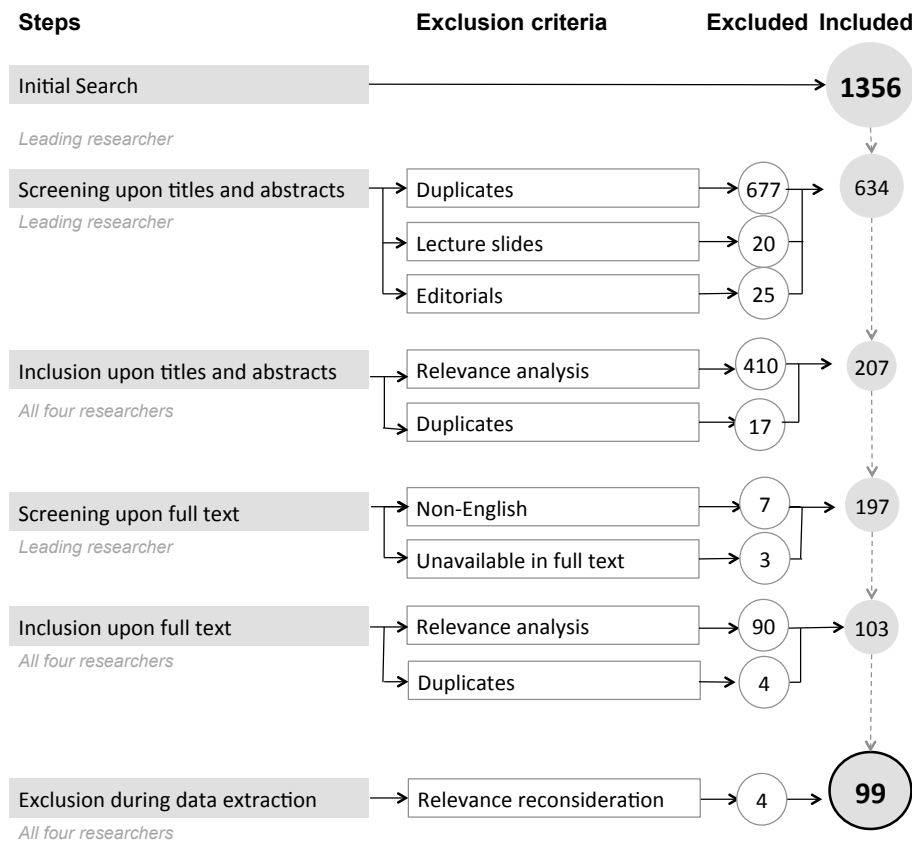 Steps Exclusion criteria Excluded Included
Initial Search 1356
Leading researcher
Screening upon titles and abstracts Duplicates 677 634
Leading researcher
Lecture slides 20
Editorials 25
Inclusion upon titles and abstracts Relevance analysis 410 207
All four researchers
Duplicates 17
Screening upon full text Non-English 7 197
Leading researcher
Unavailable in full text 3
Inclusion upon full text Relevance analysis 90 103
All four researchers
Duplicates 4
Exclusion during data extraction Relevance reconsideration 4 99
All four researchers